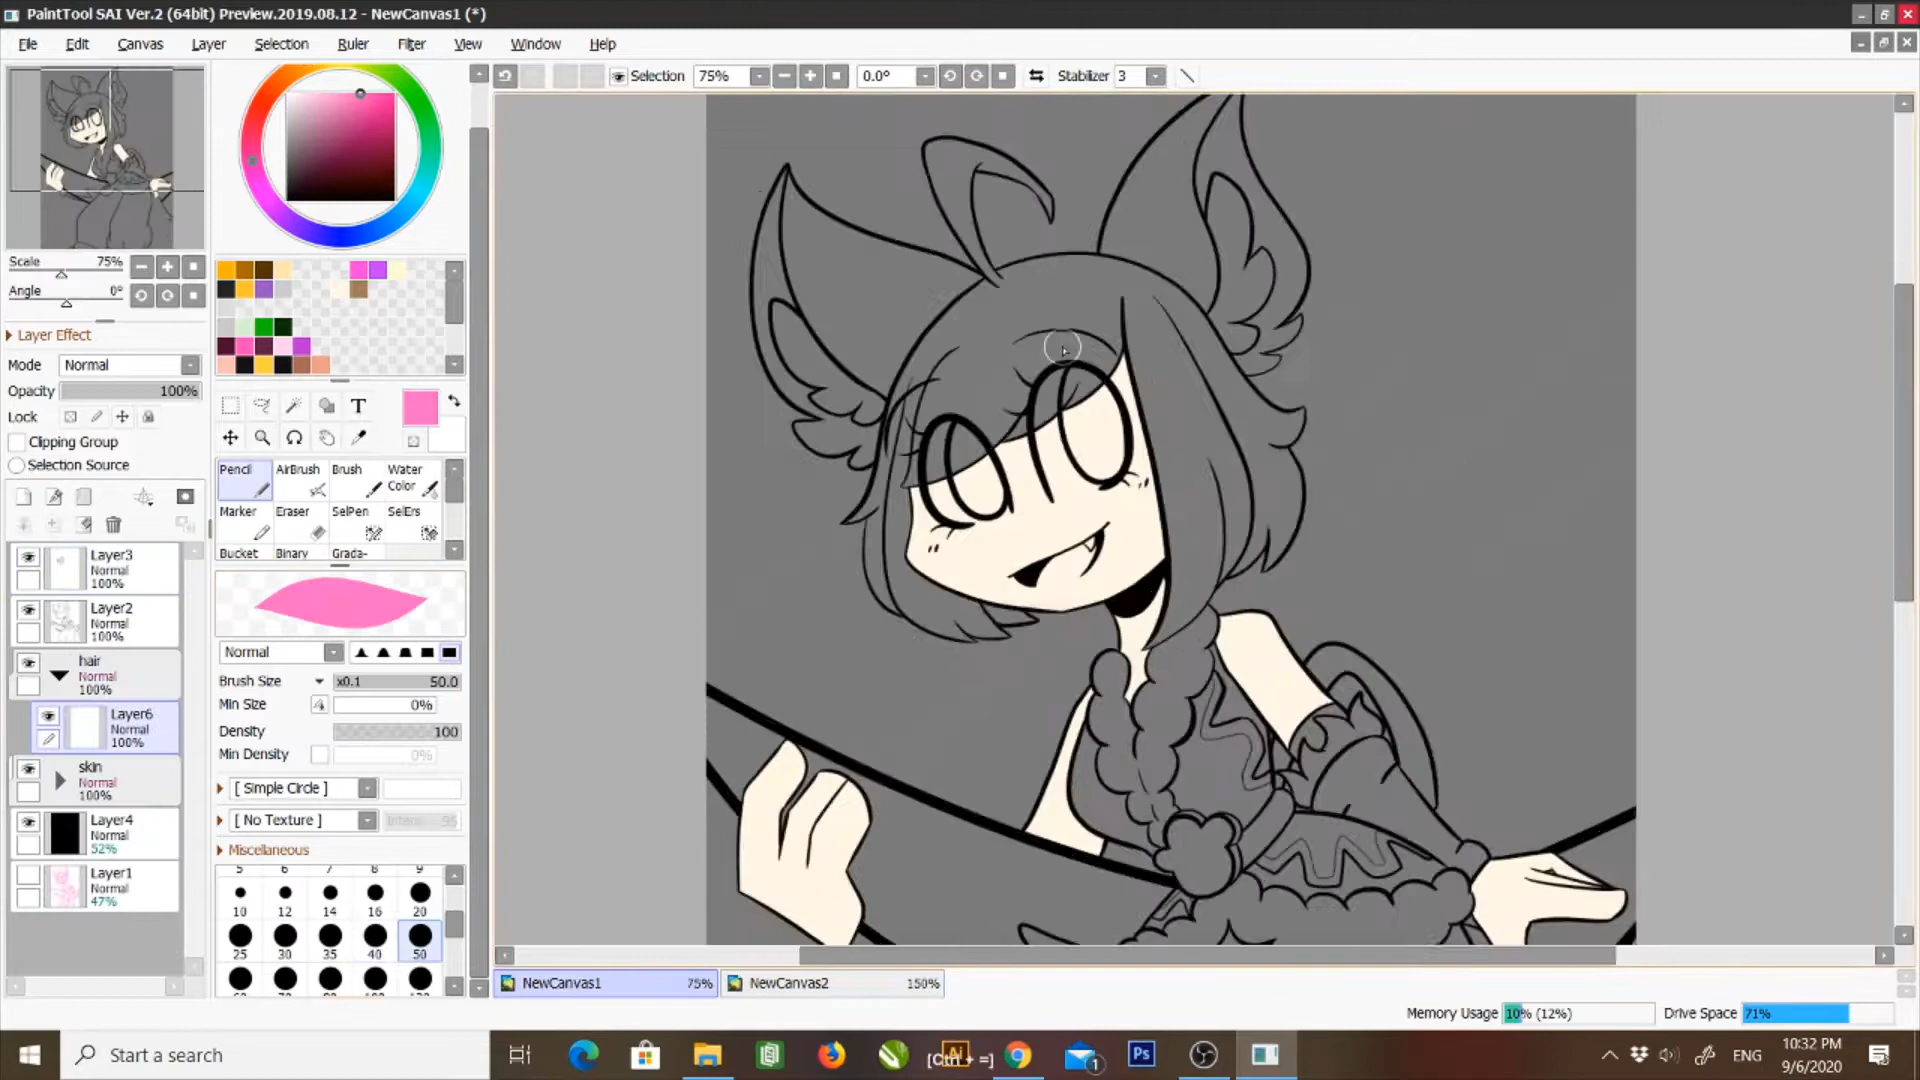 PaintTool SAI Ver.2 (64bit) Preview.2019.08.12 - NewCanvas1 (*)
File Edit Canvas Layer Selection Ruler Filter View Window Help
Selection 75% 0.0° Stabilizer 3
Scale 75%
Angle 0°
Layer Effect
Mode Normal
Opacity 100%
Lock
Clipping Group
Selection Source
Layer3
Normal
100%
Layer2
Normal
100%
hair
Normal
100%
Layer6
Normal
100%
skin
Normal
100%
Layer4
Normal
52%
Layer1
Normal
47%
T
Pencil AirBrush Brush Water Color
Marker Eraser SelPen SelErs
Bucket Binary Grada-
Normal
Brush Size x0.1 50.0
Min Size 0%
Density 100
Min Density 0%
[ Simple Circle ]
[ No Texture ] Intens 95
Miscellaneous
5 6 7 8 9
10 12 14 16 20
25 30 35 40 50
NewCanvas1 75% NewCanvas2 150%
Memory Usage 10% (12%) Drive Space 71%
Start a search
[Ctrl + =]
1
Ps
ENG
10:32 PM
9/6/2020